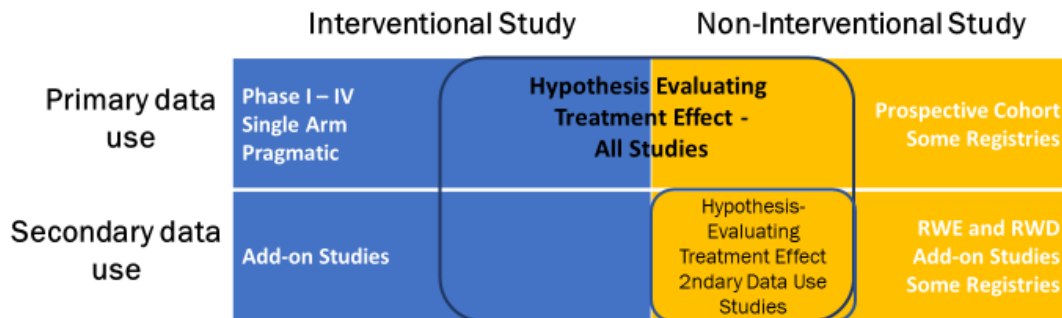 Interventional Study
Non-Interventional Study
Primary data
use
Phase I – IV
Single Arm
Pragmatic
Hypothesis Evaluating
Treatment Effect -
All Studies
Prospective Cohort
Some Registries
Secondary data
use
Add-on Studies
Hypothesis-
Evaluating
Treatment Effect
2ndary Data Use
Studies
RWE and RWD
Add-on Studies
Some Registries